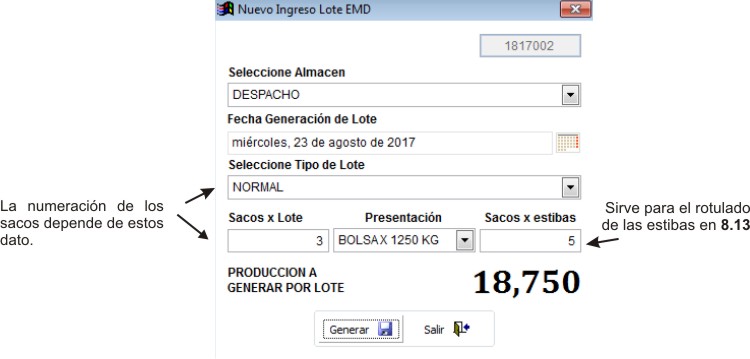 Nuevo Ingreso Lote EMD
1817002
Seleccione Almacen
DESPACHO
Fecha Generación de Lote
miércoles, 23 de agosto de 2017
Seleccione Tipo de Lote
NORMAL
La numeración de los
sacos depende de estos
dato.
Sacos x Lote Presentación Sacos x estibas
3 BOLSA X 1250 KG 5
Sirve para el rotulado
de las estibas en 8.13
PRODUCCION A
GENERAR POR LOTE
18,750
Generar Salir